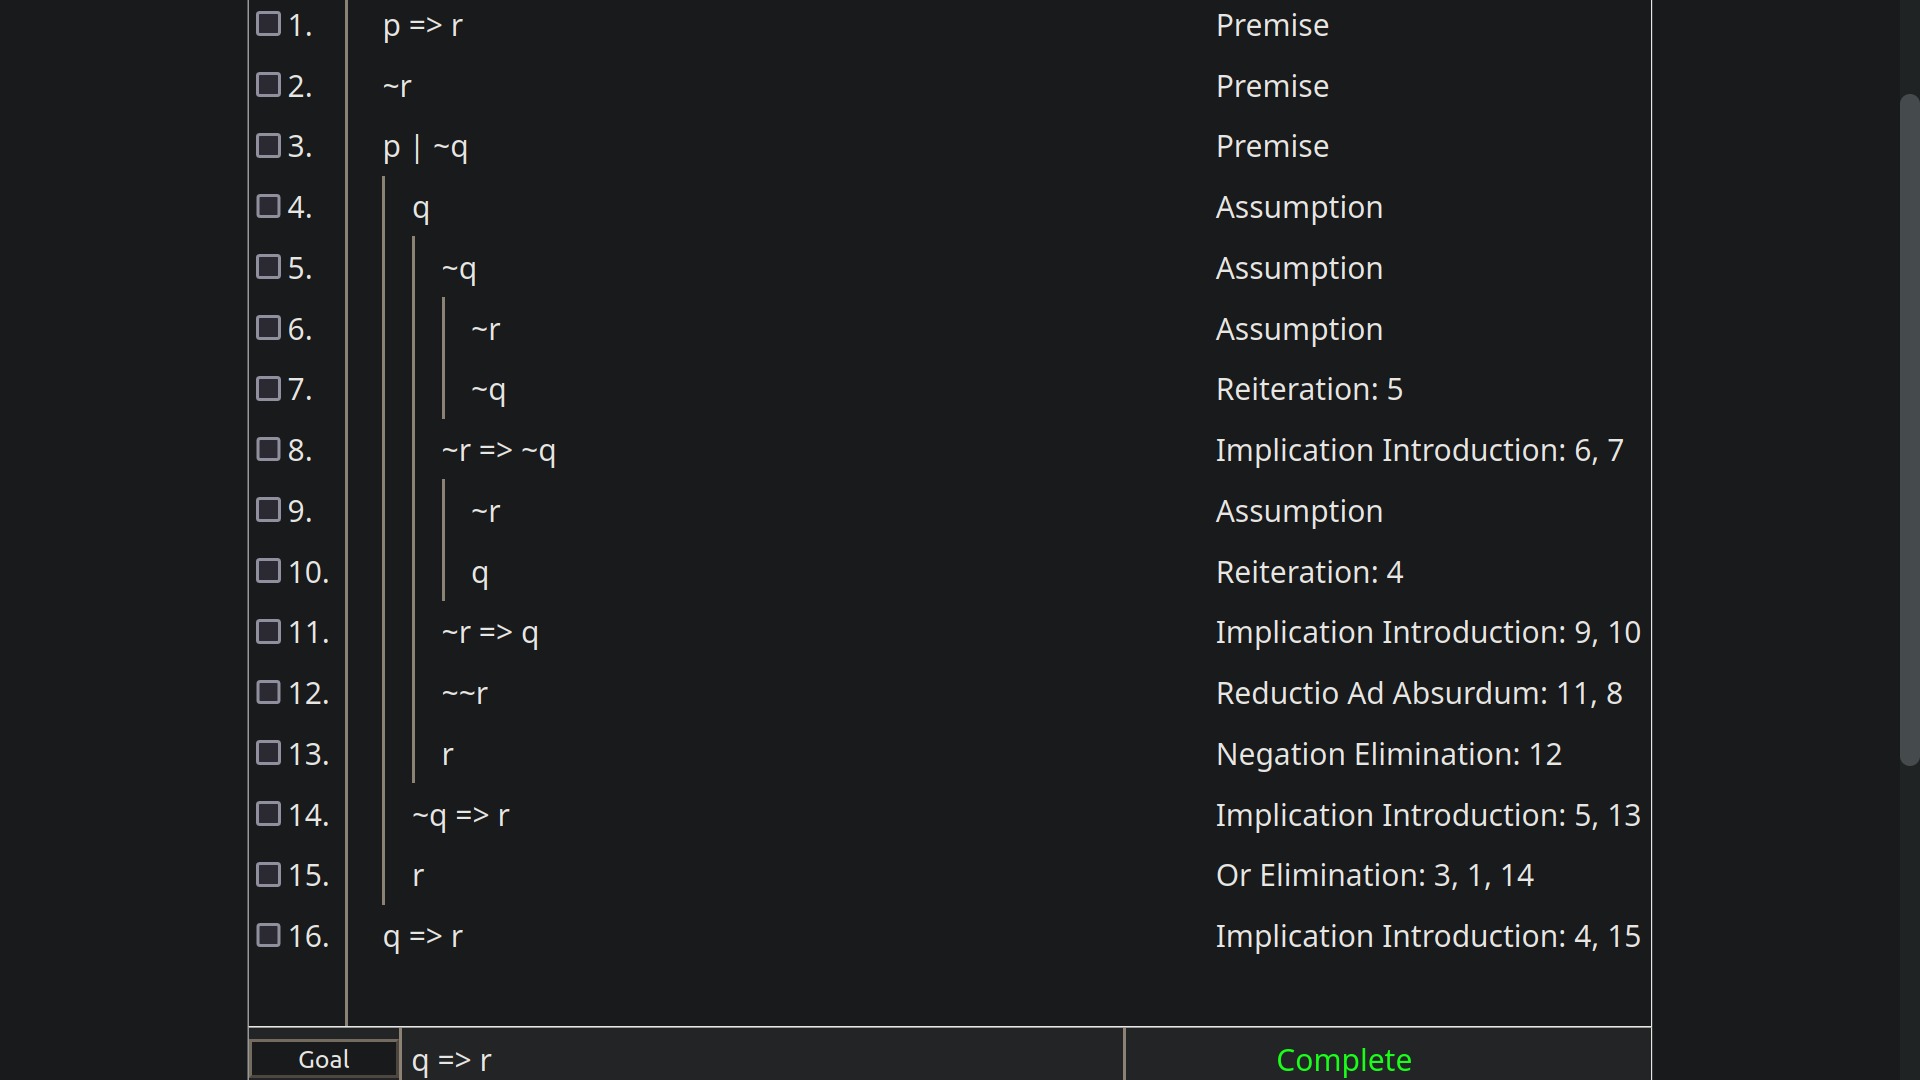 1. p => r Premise
2. ~r Premise
3. p | ~q Premise
4. q Assumption
5. ~q Assumption
6. ~r Assumption
7. ~q Reiteration: 5
8. ~r => ~q Implication Introduction: 6, 7
9. ~r Assumption
10. q Reiteration: 4
11. ~r => q Implication Introduction: 9, 10
12. ~~r Reductio Ad Absurdum: 11, 8
13. r Negation Elimination: 12
14. ~q => r Implication Introduction: 5, 13
15. r Or Elimination: 3, 1, 14
16. q => r Implication Introduction: 4, 15
Goal q => r Complete